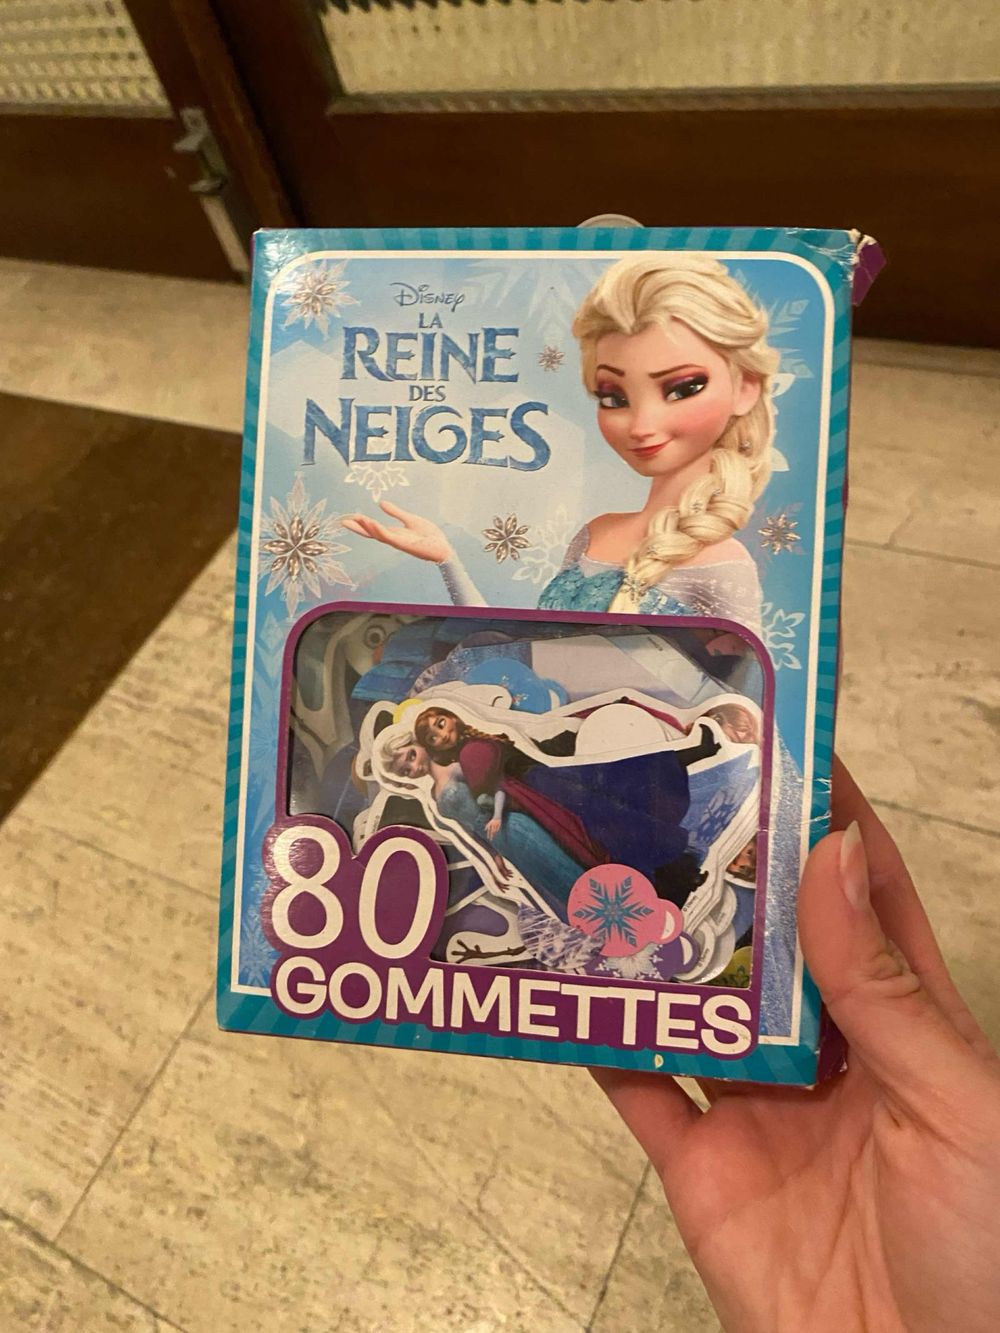 Disney
LA
REINE
DES
NEIGES
80
GOMMETTES